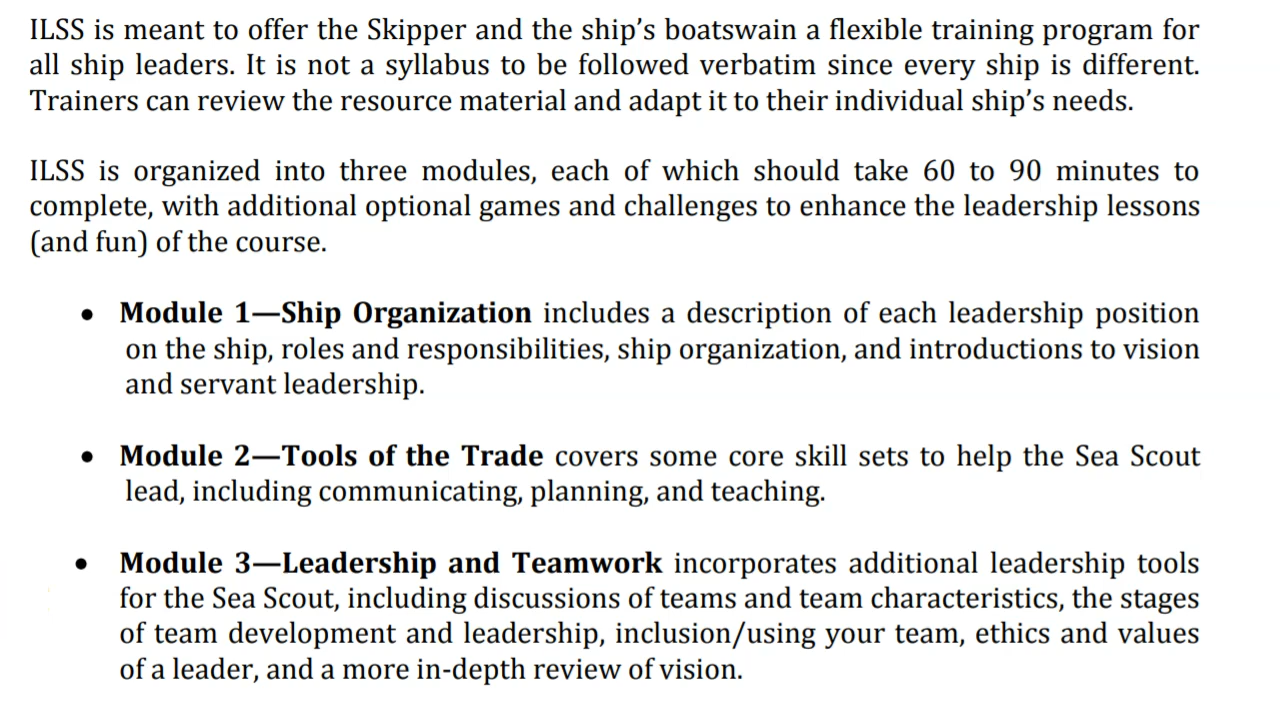 ILSS is meant to offer the Skipper and the ship’s boatswain a flexible training program for
all ship leaders. It is not a syllabus to be followed verbatim since every ship is different.
Trainers can review the resource material and adapt it to their individual ship’s needs.
ILSS is organized into three modules, each of which should take 60 to 90 minutes to
complete, with additional optional games and challenges to enhance the leadership lessons
(and fun) of the course.
• Module 1—Ship Organization includes a description of each leadership position
on the ship, roles and responsibilities, ship organization, and introductions to vision
and servant leadership.
• Module 2—Tools of the Trade covers some core skill sets to help the Sea Scout
lead, including communicating, planning, and teaching.
• Module 3—Leadership and Teamwork incorporates additional leadership tools
for the Sea Scout, including discussions of teams and team characteristics, the stages
of team development and leadership, inclusion/using your team, ethics and values
of a leader, and a more in-depth review of vision.